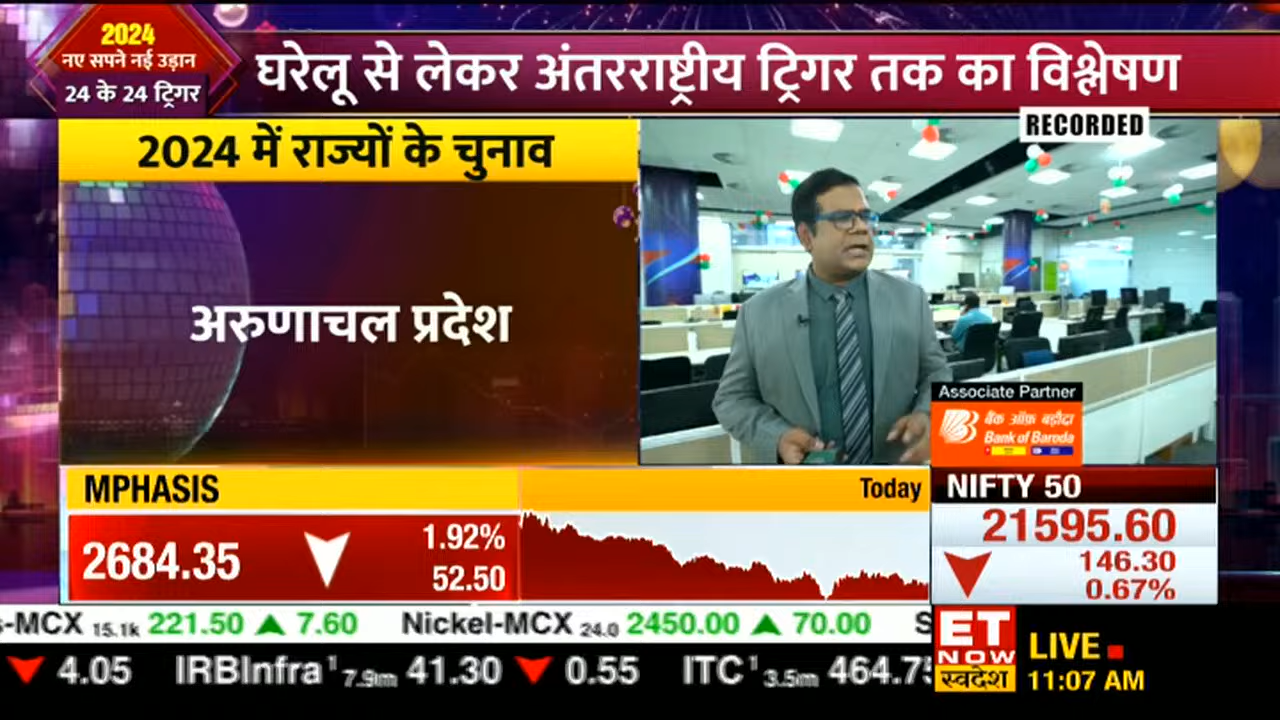 2024
नए सपने नई उड़ान
24 के 24 ट्रिगर
घरेलू से लेकर अंतरराष्ट्रीय ट्रिगर तक का विश्लेषण
RECORDED
2024 में राज्यों के चुनाव
अरुणाचल प्रदेश
Associate Partner
बैंक ऑफ़ बड़ौदा
Bank of Baroda
MPHASIS
Today
2684.35
1.92%
52.50
NIFTY 50
21595.60
146.30
0.67%
s-MCX 15.1k 221.50 ▲ 7.60 Nickel-MCX 24.0 2450.00 ▲ 70.00 S
▼ 4.05 IRBInfra 1 7.9m 41.30 ▼ 0.55 ITC 1 3.5m 464.75
ET
NOW
स्वदेश
LIVE
11:07 AM